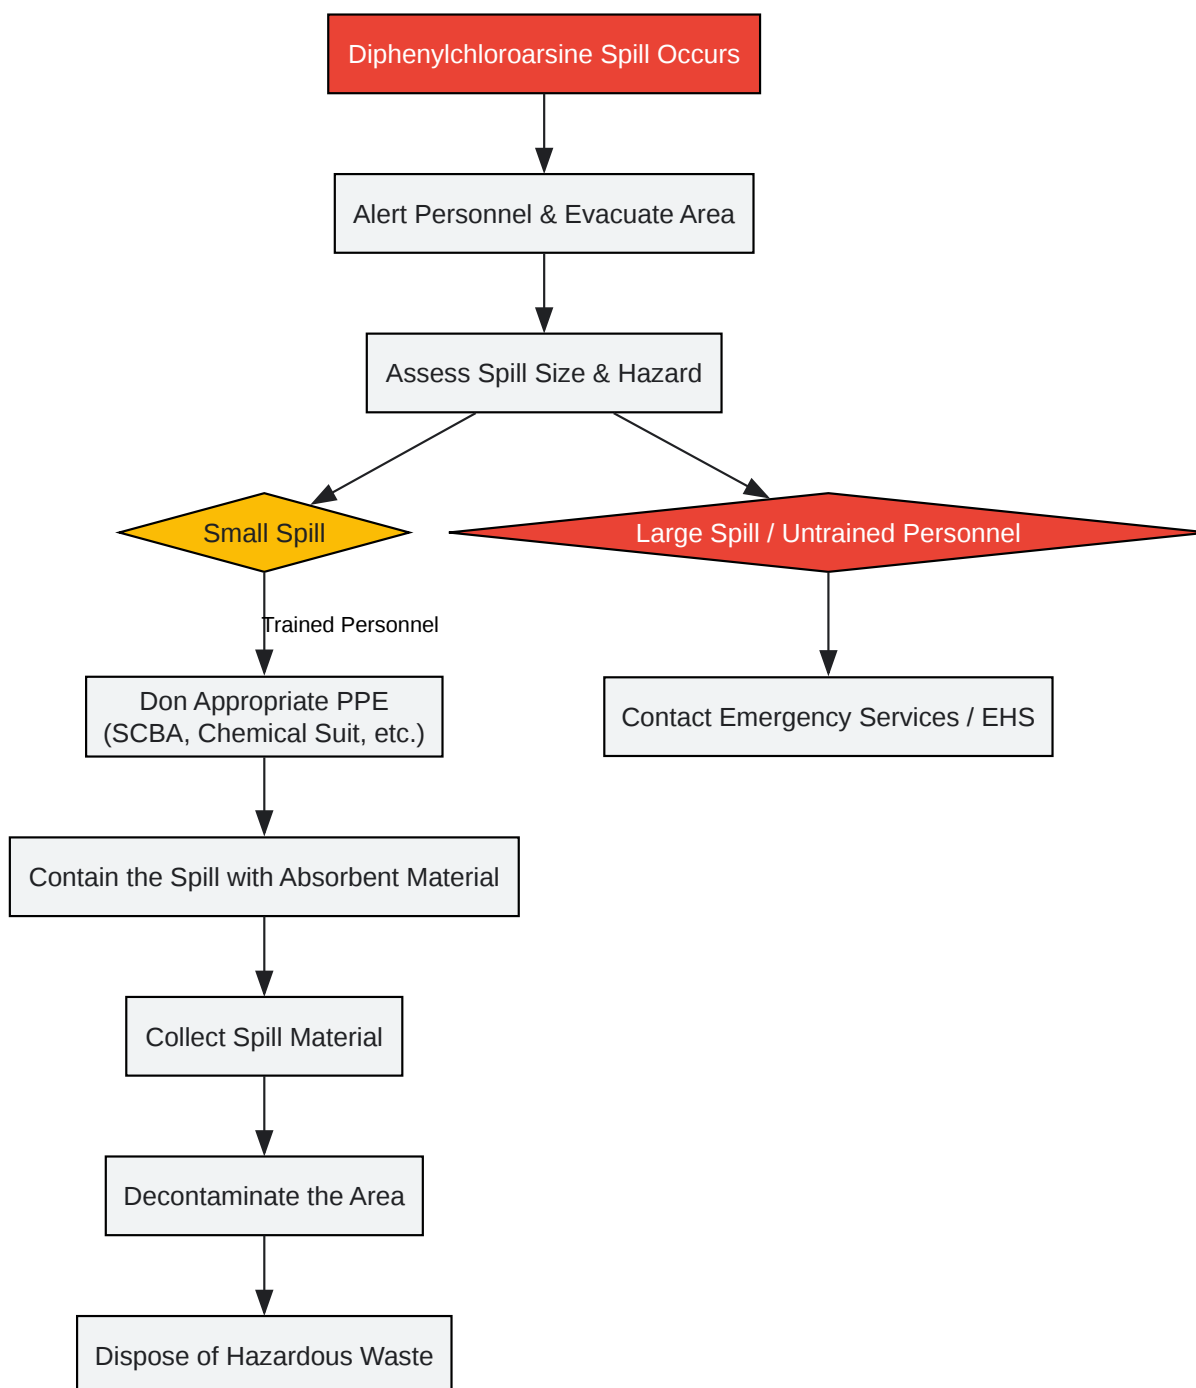 Diphenylchloroarsine Spill Occurs
Alert Personnel & Evacuate Area
Assess Spill Size & Hazard
Small Spill
Large Spill / Untrained Personnel
Trained Personnel
Don Appropriate PPE
(SCBA, Chemical Suit, etc.)
Contact Emergency Services / EHS
Contain the Spill with Absorbent Material
Collect Spill Material
Decontaminate the Area
Dispose of Hazardous Waste